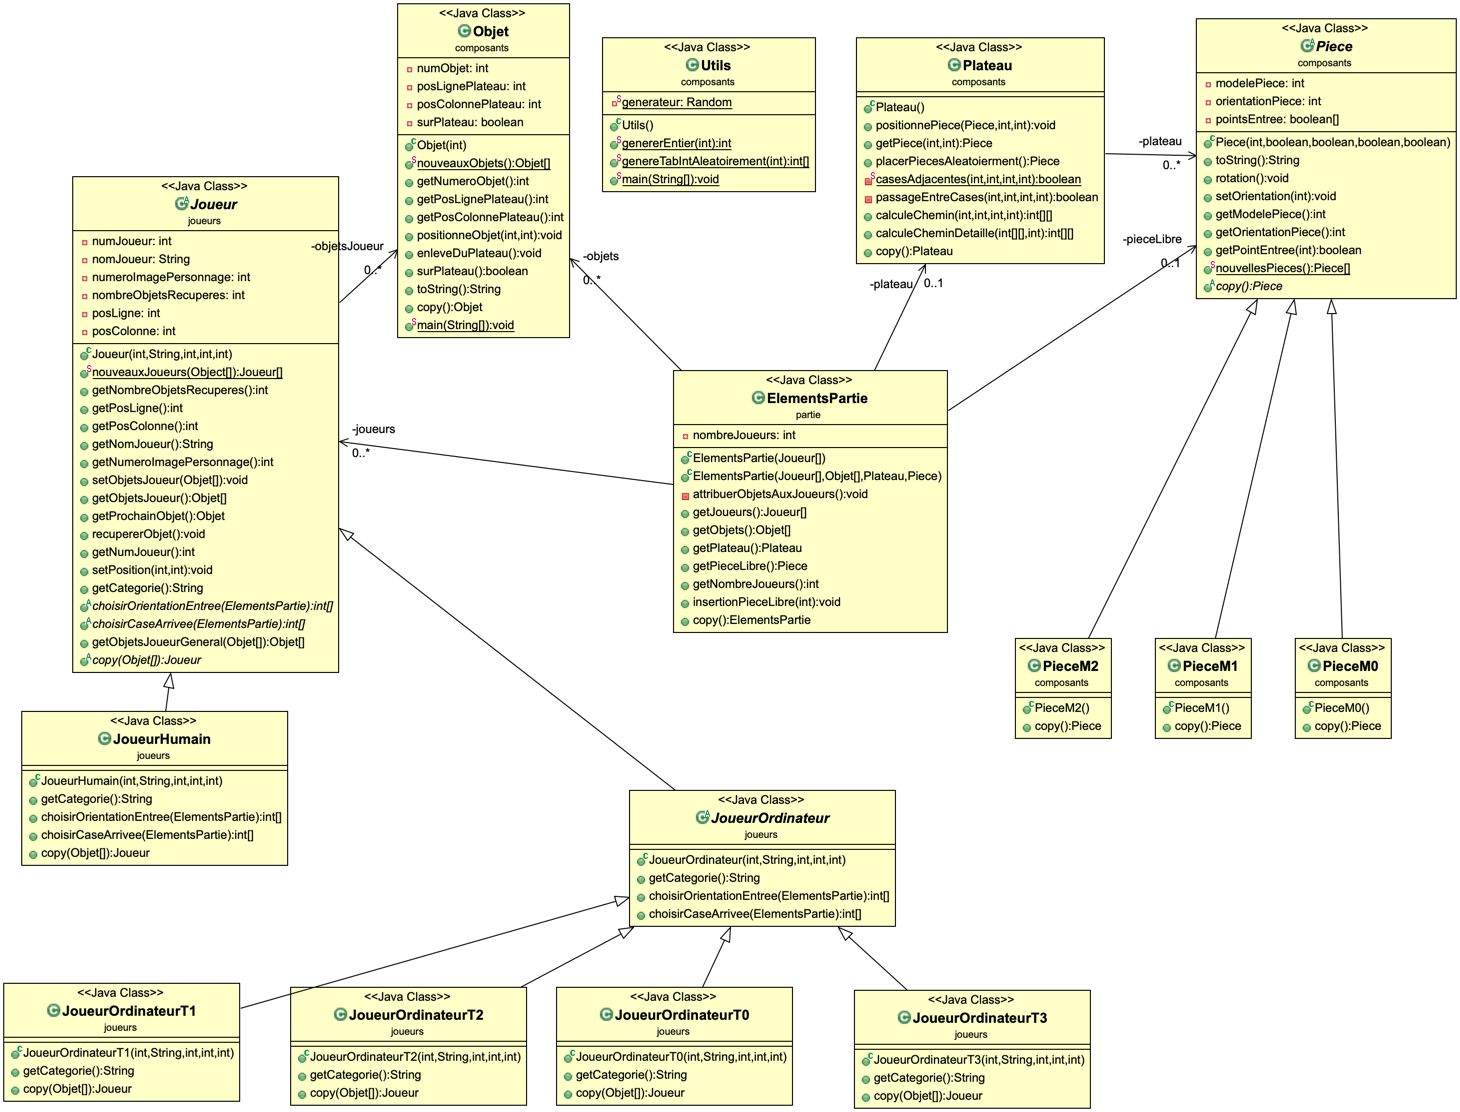 <<Java Class>>
Objet
composants
numObjet: int
posLignePlateau: int
posColonnePlateau: int
surPlateau: boolean
Objet(int)
nouveauxObjets():Objet[]
getNumeroObjet():int
getPosLignePlateau():int
getPosColonnePlateau():int
positionneObjet(int,int):void
enleveDuPlateau():void
surPlateau():boolean
toString():String
copy():Objet
main(String[]):void
<<Java Class>>
Utils
composants
generateur: Random
Utils()
genererEntier(int):int
genereTabIntAleatoirement(int):int[]
main(String[]):void
<<Java Class>>
Plateau
composants
Plateau()
positionnePiece(Piece,int,int):void
getPiece(int,int):Piece
placerPiecesAleatoierment():Piece
casesAdjacentes(int,int,int,int):boolean
passageEntreCases(int,int,int,int):boolean
calculeChemin(int,int,int,int):int[][]
calculeCheminDetaille(int[][],int):int[][]
copy():Plateau
<<Java Class>>
Piece
composants
modelePiece: int
orientationPiece: int
pointsEntree: boolean[]
Piece(int,boolean,boolean,boolean,boolean)
toString():String
rotation():void
setOrientation(int):void
getModelePiece():int
getOrientationPiece():int
getPointEntree(int):boolean
nouvellesPieces():Piece[]
copy():Piece
-plateau
0..*
-pieceLibre
0..1
-plateau
0..1
-objets
0..*
-objetsJoueur
0..*
-joueurs
0..*
<<Java Class>>
Joueur
joueurs
numJoueur: int
nomJoueur: String
numeroImagePersonnage: int
nombreObjetsRecuperes: int
posLigne: int
posColonne: int
Joueur(int,String,int,int,int)
nouveauxJoueurs(Object[]):Joueur[]
getNombreObjetsRecuperes():int
getPosLigne():int
getPosColonne():int
getNomJoueur():String
getNumeroImagePersonnage():int
setObjetsJoueur(Objet[]):void
getObjetsJoueur():Objet[]
getProchainObjet():Objet
recupererObjet():void
getNumJoueur():int
setPosition(int,int):void
getCategorie():String
choisirOrientationEntree(ElementsPartie):int[]
choisirCaseArrivee(ElementsPartie):int[]
getObjetsJoueurGeneral(Objet[]):Objet[]
copy(Objet[]):Joueur
<<Java Class>>
ElementsPartie
partie
nombreJoueurs: int
ElementsPartie(Joueur[])
ElementsPartie(Joueur[],Objet[],Plateau,Piece)
attribuerObjetsAuxJoueurs():void
getJoueurs():Joueur[]
getObjets():Objet[]
getPlateau():Plateau
getPieceLibre():Piece
getNombreJoueurs():int
insertionPieceLibre(int):void
copy():ElementsPartie
<<Java Class>>
PieceM2
composants
PieceM2()
copy():Piece
<<Java Class>>
PieceM1
composants
PieceM1()
copy():Piece
<<Java Class>>
PieceM0
composants
PieceM0()
copy():Piece
<<Java Class>>
JoueurHumain
joueurs
JoueurHumain(int,String,int,int,int)
getCategorie():String
choisirOrientationEntree(ElementsPartie):int[]
choisirCaseArrivee(ElementsPartie):int[]
copy(Objet[]):Joueur
<<Java Class>>
JoueurOrdinateur
joueurs
JoueurOrdinateur(int,String,int,int,int)
getCategorie():String
choisirOrientationEntree(ElementsPartie):int[]
choisirCaseArrivee(ElementsPartie):int[]
<<Java Class>>
JoueurOrdinateurT1
joueurs
JoueurOrdinateurT1(int,String,int,int,int)
getCategorie():String
copy(Objet[]):Joueur
<<Java Class>>
JoueurOrdinateurT2
joueurs
JoueurOrdinateurT2(int,String,int,int,int)
getCategorie():String
copy(Objet[]):Joueur
<<Java Class>>
JoueurOrdinateurT0
joueurs
JoueurOrdinateurT0(int,String,int,int,int)
getCategorie():String
copy(Objet[]):Joueur
<<Java Class>>
JoueurOrdinateurT3
joueurs
JoueurOrdinateurT3(int,String,int,int,int)
getCategorie():String
copy(Objet[]):Joueur